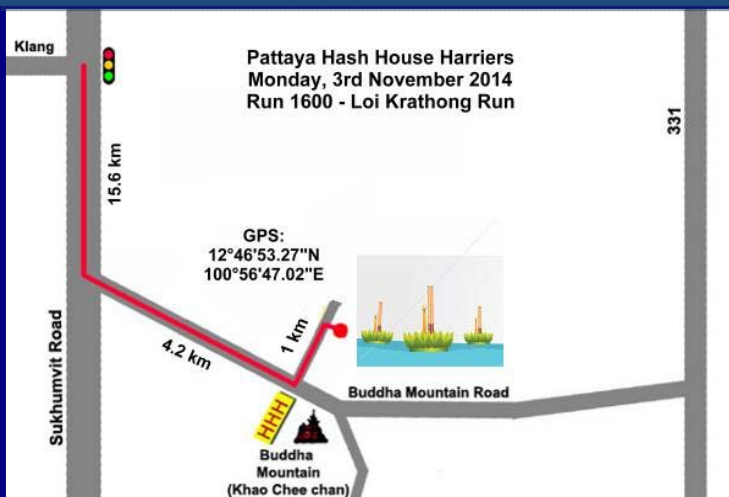 Klang
Pattaya Hash House Harriers
Monday, 3rd November 2014
Run 1600 - Loi Krathong Run
331
15.6 km
GPS:
12°46'53.27"N
100°56'47.02"E
Sukhumvit Road
4.2 km
1 km
Buddha Mountain Road
HHH
Buddha
Mountain
(Khao Chee chan)